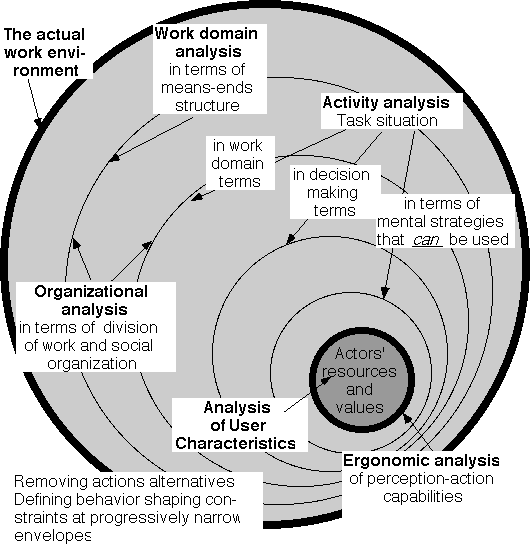 The actual
work envi-
ronment
Work domain
analysis
in terms of
means-ends
structure
Activity analysis
Task situation
in work
domain
terms
in decision
making
terms
in terms of
mental strategies
that can be used
Organizational
analysis
in terms of division
of work and social
organization
Actors'
resources
and
values
Analysis
of User
Characteristics
Ergonomic analysis
of perception-action
capabilities
Removing actions alternatives
Defining behavior shaping con-
straints at progressively narrow
envelopes